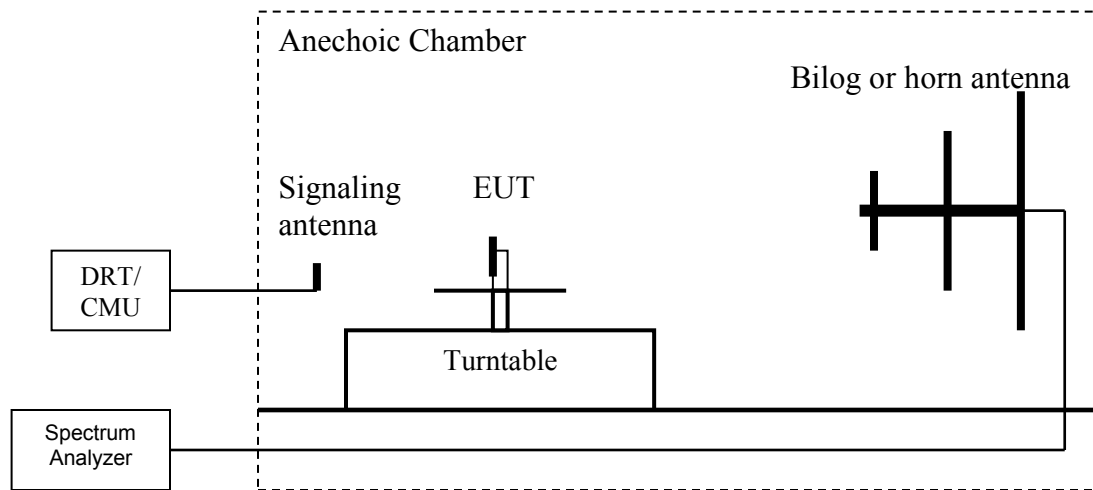 Anechoic Chamber
Bilog or horn antenna
Signaling
antenna
EUT
DRT/
CMU
Turntable
Spectrum
Analyzer